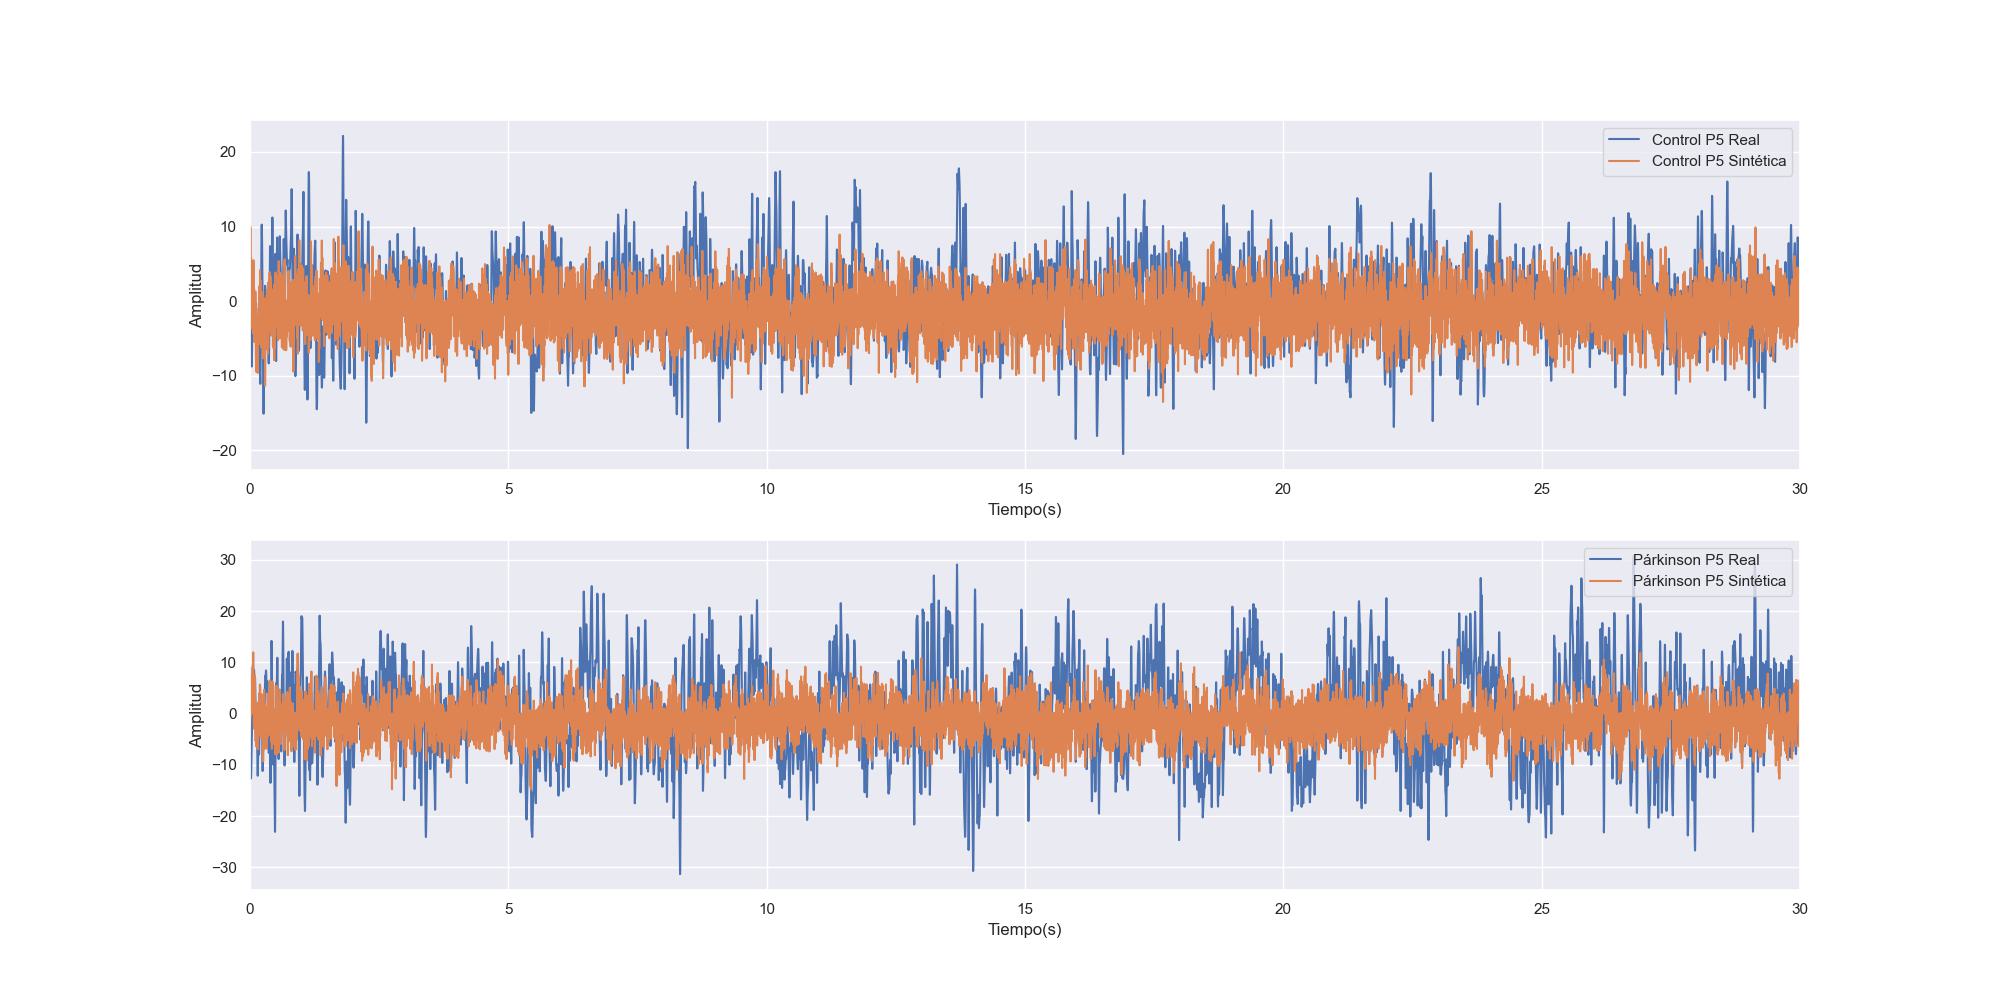 20
10
0
−10
−20
Amplitud
Control P5 Real
Control P5 Sintética
0 5 10 15 20 25 30
Tiempo(s)
30
20
10
0
−10
−20
−30
Amplitud
Párkinson P5 Real
Párkinson P5 Sintética
0 5 10 15 20 25 30
Tiempo(s)